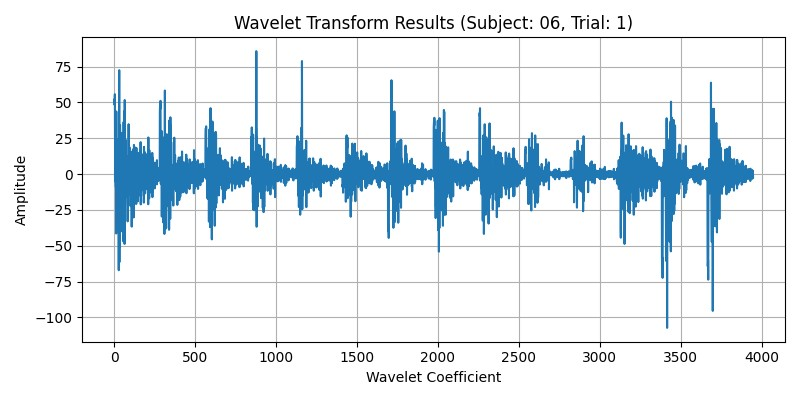 Wavelet Transform Results (Subject: 06, Trial: 1)
75
50
25
0
−25
−50
−75
−100
Amplitude
0 500 1000 1500 2000 2500 3000 3500 4000
Wavelet Coefficient